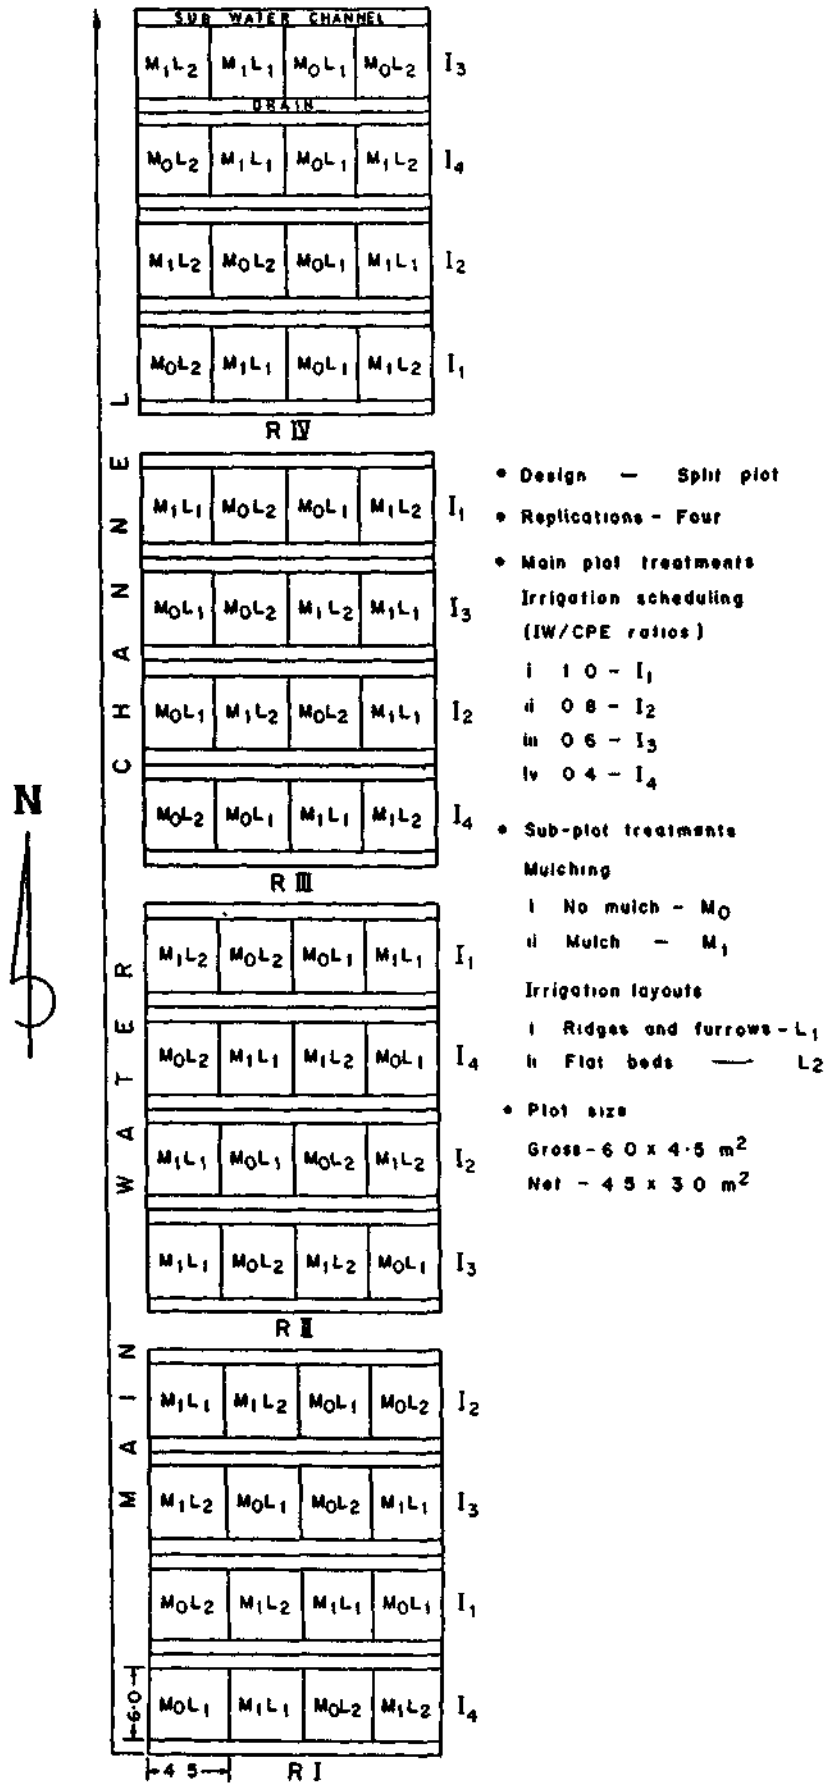 SUB WATER CHANNEL
M1L2 M1L1 M0L1 M0L2 I3
DRAIN
M0L2 M1L1 M0L1 M1L2 I4
M1L2 M0L2 M0L1 M1L1 I2
M0L2 M1L1 M0L1 M1L2 I1
R IV
M1L1 M0L2 M0L1 M1L2 I1
M0L1 M0L2 M1L2 M1L1 I3
M0L1 M1L2 M0L2 M1L1 I2
M0L2 M0L1 M1L1 M1L2 I4
R III
M1L2 M0L2 M0L1 M1L1 I1
M0L2 M1L1 M1L2 M0L1 I4
M1L1 M0L1 M0L2 M1L2 I2
M1L1 M0L2 M1L2 M0L1 I3
R II
M1L1 M1L2 M0L1 M0L2 I2
M1L2 M0L1 M0L2 M1L1 I3
M0L2 M1L2 M1L1 M0L1 I1
M0L1 M1L1 M0L2 M1L2 I4
6.0
4 5
R I
MAIN WATER CHANNEL
N
• Design — Split plot
• Replications - Four
• Main plot treatments
Irrigation scheduling
(IW/CPE ratios)
i 1 0 - I1
ii 0 8 - I2
iii 0 6 - I3
iv 0 4 - I4
• Sub-plot treatments
Mulching
i No mulch - M0
ii Mulch — M1
Irrigation layouts
i Ridges and furrows - L1
ii Flat beds — L2
• Plot size
Gross - 6 0 x 4.5 m2
Net - 4 5 x 3 0 m2